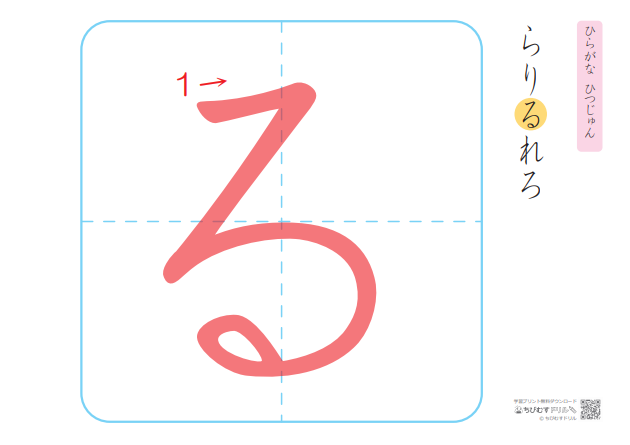 ひらがな ひつじゅん
らりるれろ
1→
る
学習プリント無料ダウンロード
ちびむすドリル
© ちびむすドリル